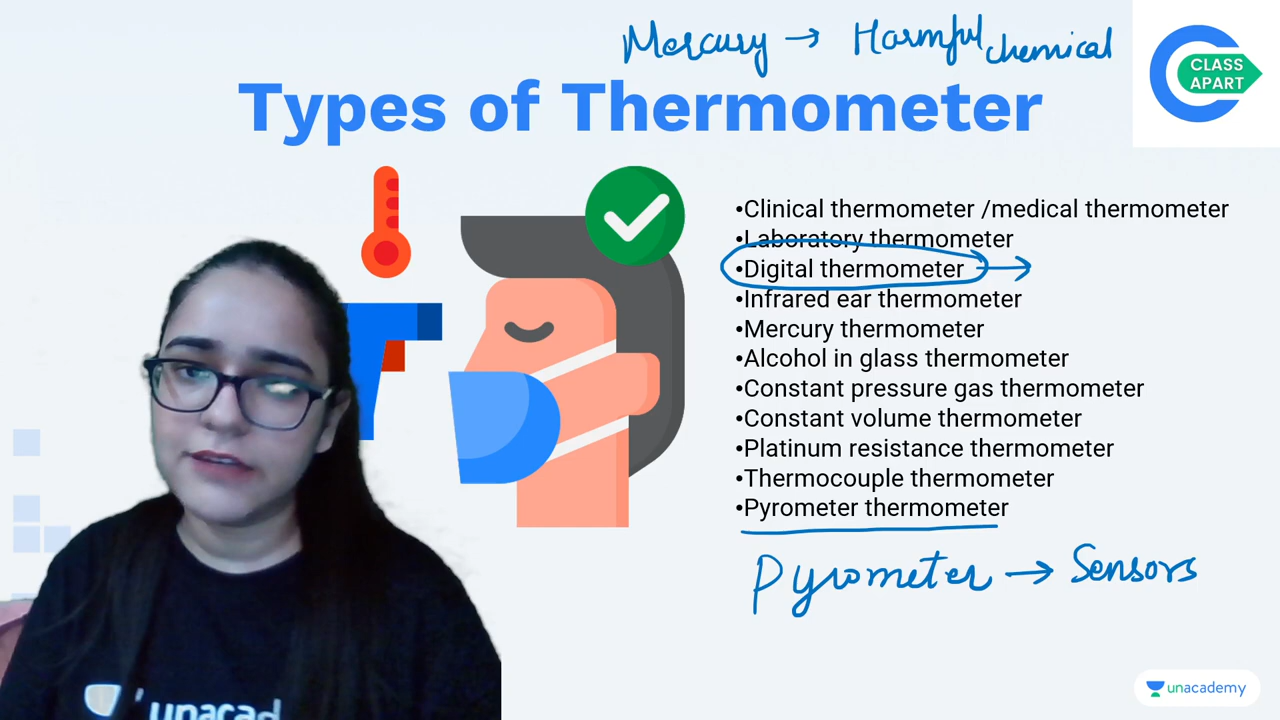 Mercury → Harmful chemical
CLASS
APART
Types of Thermometer
•Clinical thermometer /medical thermometer
•Laboratory thermometer
•Digital thermometer →
•Infrared ear thermometer
•Mercury thermometer
•Alcohol in glass thermometer
•Constant pressure gas thermometer
•Constant volume thermometer
•Platinum resistance thermometer
•Thermocouple thermometer
•Pyrometer thermometer
Pyrometer → Sensors
unacad
unacademy